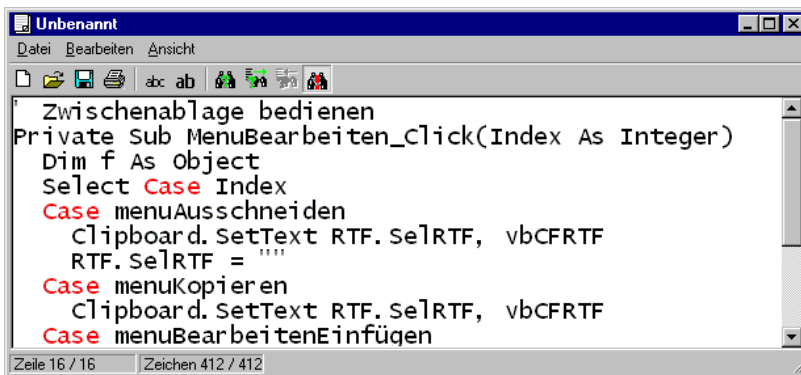 Unbenannt
Datei Bearbeiten Ansicht
abc ab
' Zwischenablage bedienen
Private Sub MenuBearbeiten_Click(Index As Integer)
Dim f As Object
Select Case Index
Case menuAusschneiden
Clipboard.SetText RTF.SelRTF, vbCFRTF
RTF.SelRTF = ""
Case menuKopieren
Clipboard.SetText RTF.SelRTF, vbCFRTF
Case menuBearbeitenEinfügen
Zeile 16 / 16 Zeichen 412 / 412